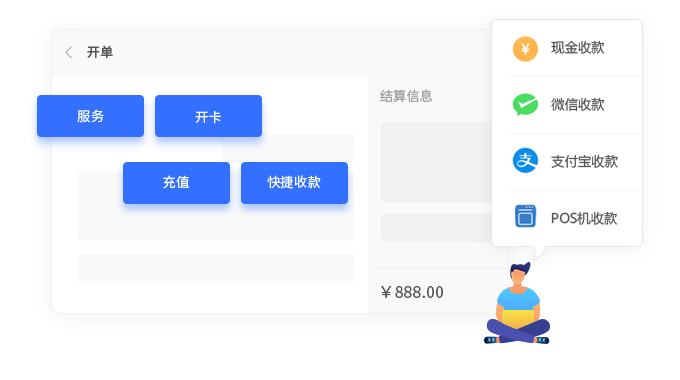 开单
服务
开卡
充值
快捷收款
结算信息
￥888.00
现金收款
微信收款
支付宝收款
POS机收款